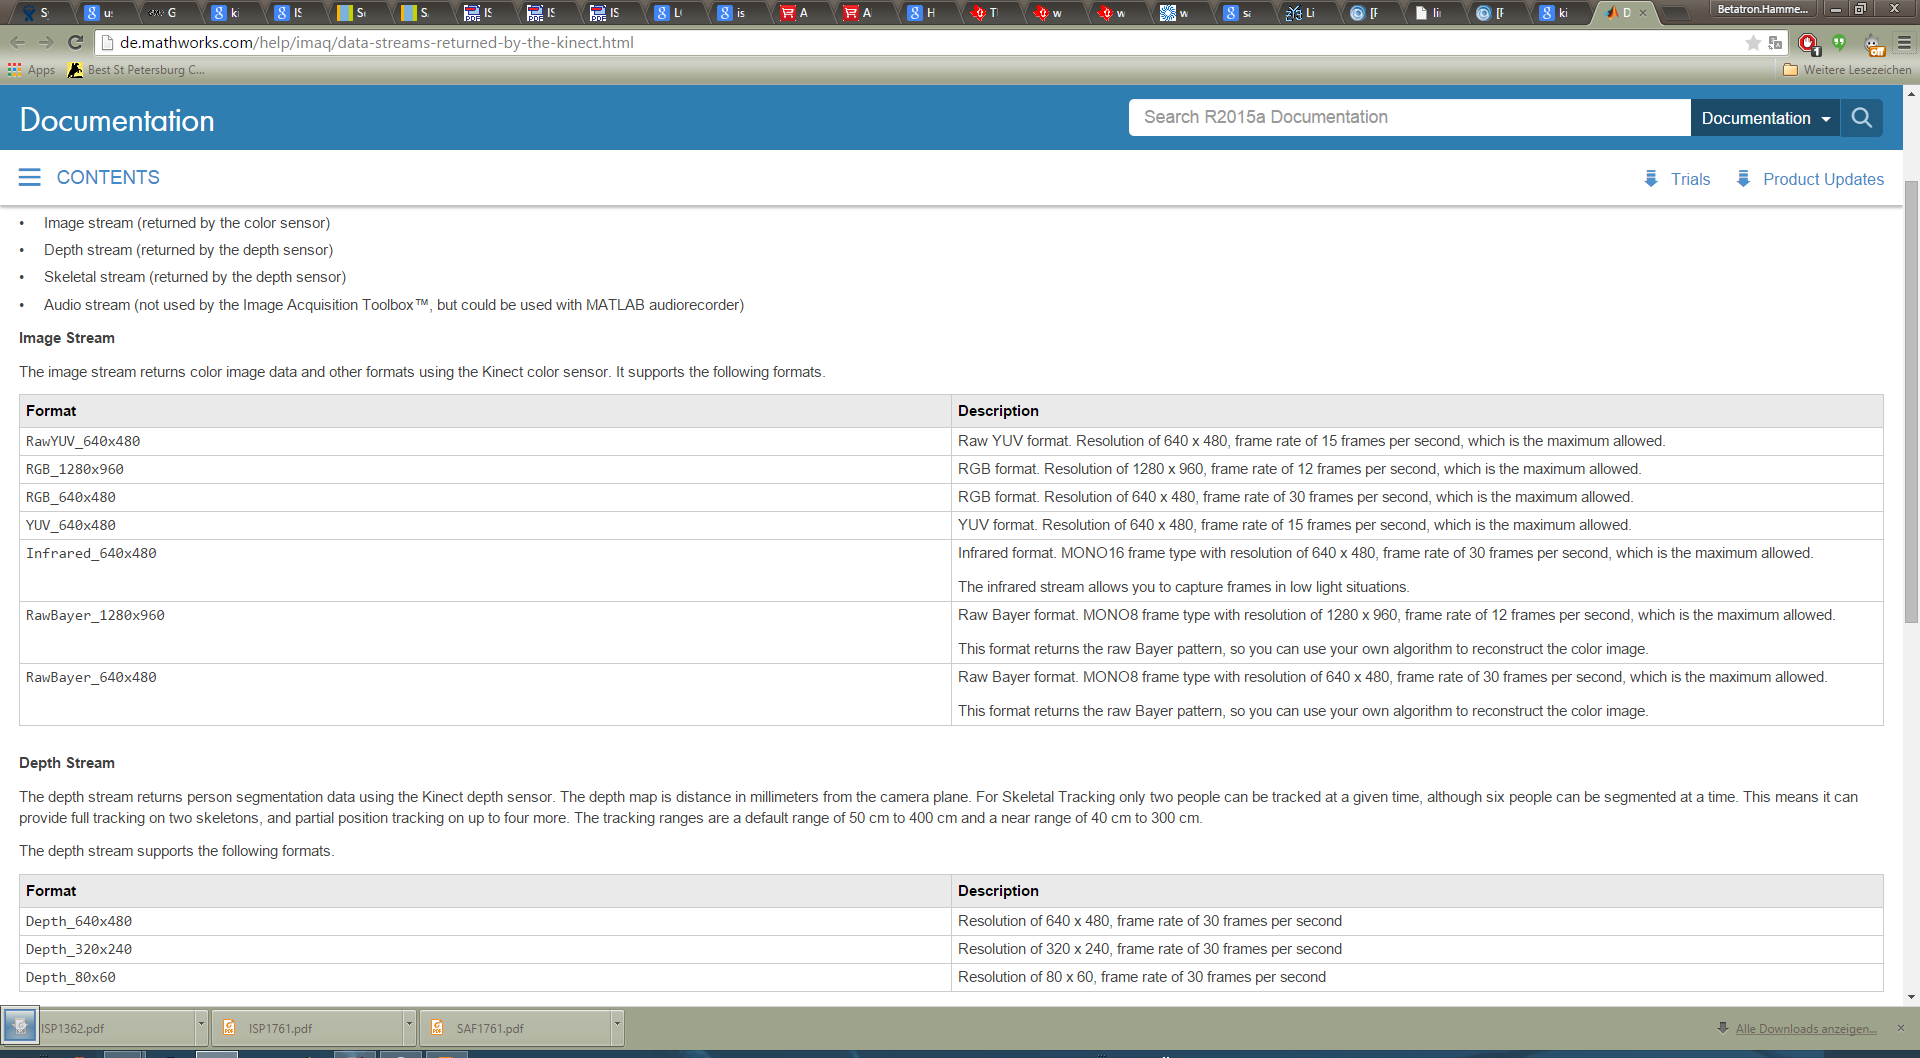 Betatron.Hamme...
de.mathworks.com/help/imaq/data-streams-returned-by-the-kinect.html
Apps
Best St Petersburg C...
Weitere Lesezeichen
Documentation
Search R2015a Documentation
Documentation
CONTENTS
Trials
Product Updates
• Image stream (returned by the color sensor)
• Depth stream (returned by the depth sensor)
• Skeletal stream (returned by the depth sensor)
• Audio stream (not used by the Image Acquisition Toolbox™, but could be used with MATLAB audiorecorder)
Image Stream
The image stream returns color image data and other formats using the Kinect color sensor. It supports the following formats.
Format Description
RawYUV_640x480 Raw YUV format. Resolution of 640 x 480, frame rate of 15 frames per second, which is the maximum allowed.
RGB_1280x960 RGB format. Resolution of 1280 x 960, frame rate of 12 frames per second, which is the maximum allowed.
RGB_640x480 RGB format. Resolution of 640 x 480, frame rate of 30 frames per second, which is the maximum allowed.
YUV_640x480 YUV format. Resolution of 640 x 480, frame rate of 15 frames per second, which is the maximum allowed.
Infrared_640x480 Infrared format. MONO16 frame type with resolution of 640 x 480, frame rate of 30 frames per second, which is the maximum allowed.
The infrared stream allows you to capture frames in low light situations.
RawBayer_1280x960 Raw Bayer format. MONO8 frame type with resolution of 1280 x 960, frame rate of 12 frames per second, which is the maximum allowed.
This format returns the raw Bayer pattern, so you can use your own algorithm to reconstruct the color image.
RawBayer_640x480 Raw Bayer format. MONO8 frame type with resolution of 640 x 480, frame rate of 30 frames per second, which is the maximum allowed.
This format returns the raw Bayer pattern, so you can use your own algorithm to reconstruct the color image.
Depth Stream
The depth stream returns person segmentation data using the Kinect depth sensor. The depth map is distance in millimeters from the camera plane. For Skeletal Tracking only two people can be tracked at a given time, although six people can be segmented at a time. This means it can
provide full tracking on two skeletons, and partial position tracking on up to four more. The tracking ranges are a default range of 50 cm to 400 cm and a near range of 40 cm to 300 cm.
The depth stream supports the following formats.
Format Description
Depth_640x480 Resolution of 640 x 480, frame rate of 30 frames per second
Depth_320x240 Resolution of 320 x 240, frame rate of 30 frames per second
Depth_80x60 Resolution of 80 x 60, frame rate of 30 frames per second
ISP1362.pdf
ISP1761.pdf
SAF1761.pdf
Alle Downloads anzeigen...